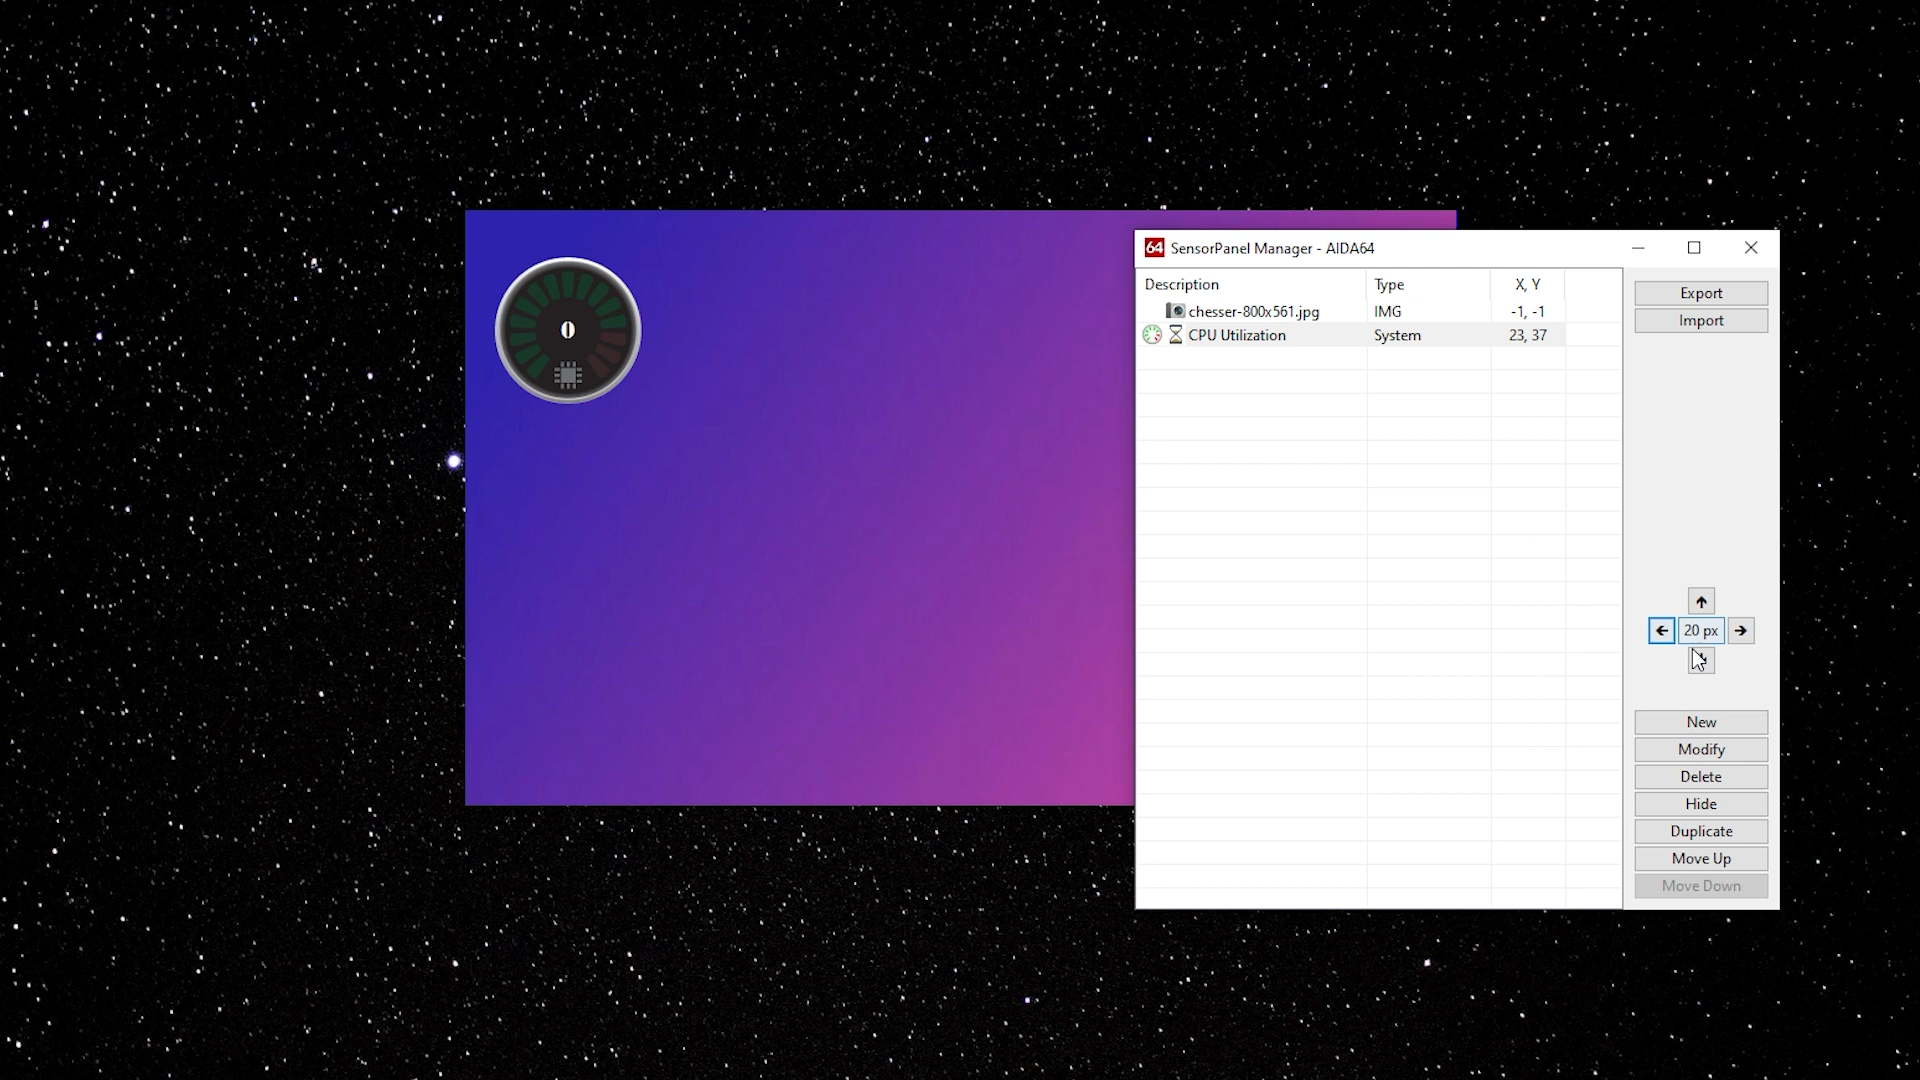 0
64 SensorPanel Manager - AIDA64
Description Type X, Y
chesser-800x561.jpg IMG -1, -1
CPU Utilization System 23, 37
Export
Import
20 px
New
Modify
Delete
Hide
Duplicate
Move Up
Move Down